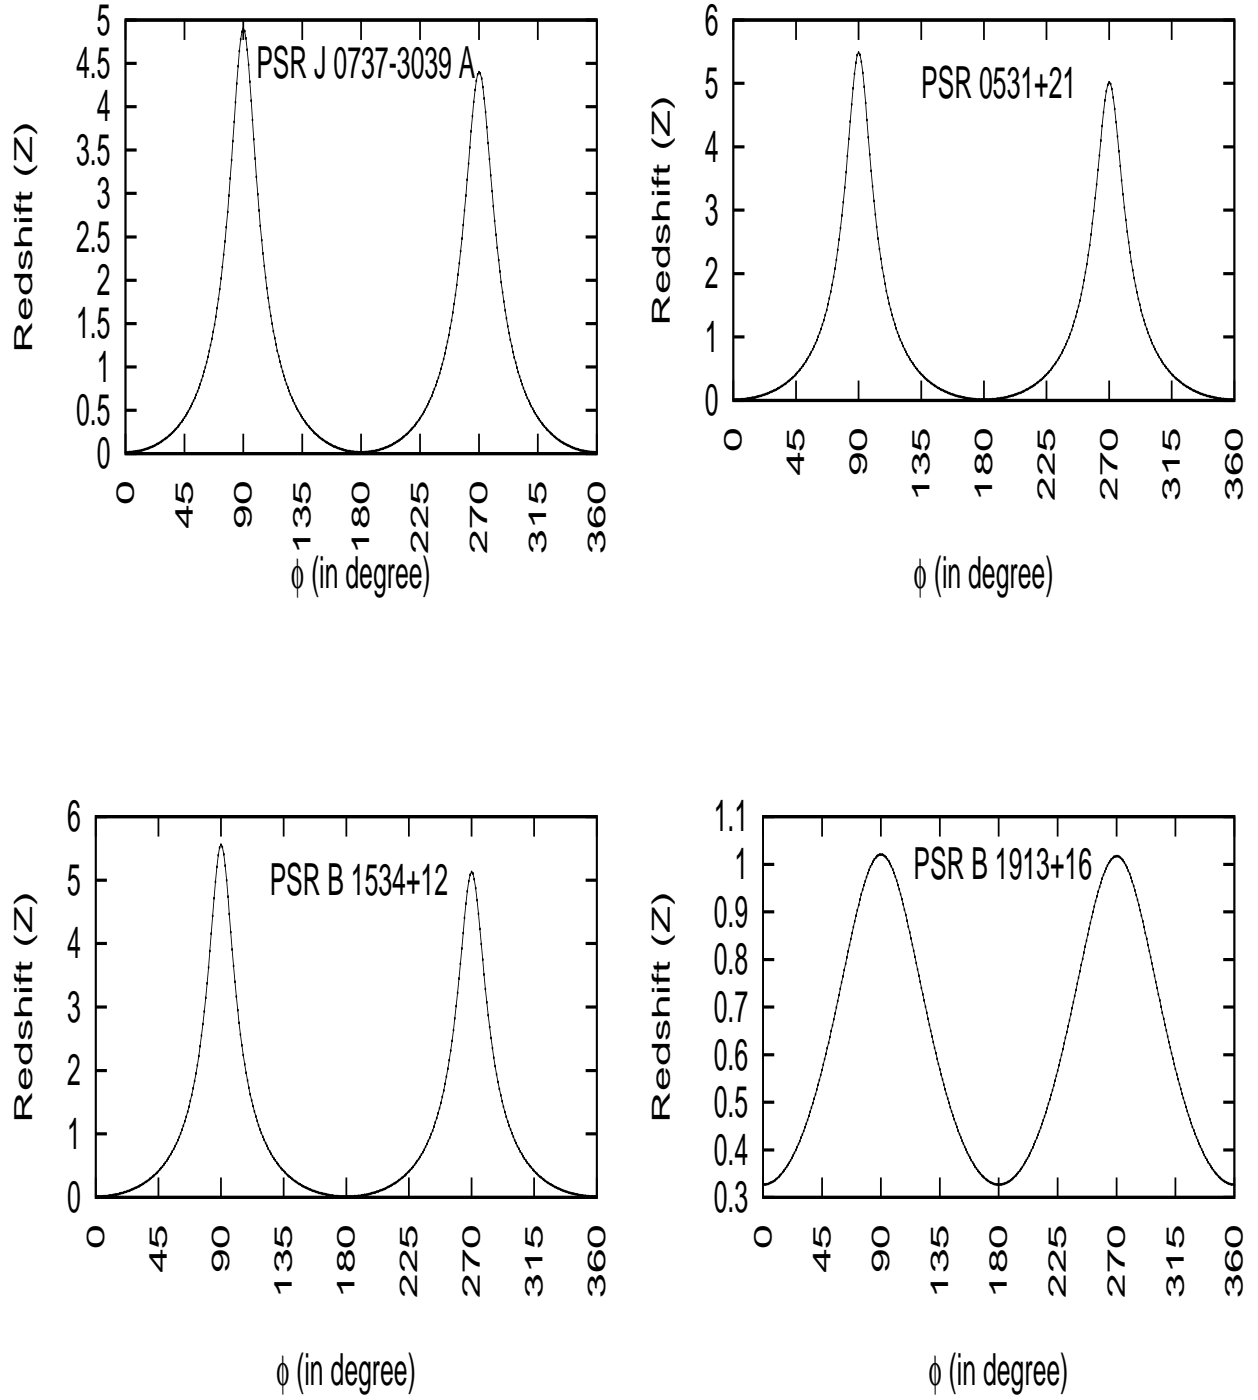 5
4.5
4
3.5
3
2.5
2
1.5
1
0.5
0
Redshift (Z)
PSR J 0737-3039 A
0 45 90 135 180 225 270 315 360
ϕ (in degree)
6
5
4
3
2
1
0
Redshift (Z)
PSR 0531+21
0 45 90 135 180 225 270 315 360
ϕ (in degree)
6
5
4
3
2
1
0
Redshift (Z)
PSR B 1534+12
0 45 90 135 180 225 270 315 360
ϕ (in degree)
1.1
1
0.9
0.8
0.7
0.6
0.5
0.4
0.3
Redshift (Z)
PSR B 1913+16
0 45 90 135 180 225 270 315 360
ϕ (in degree)